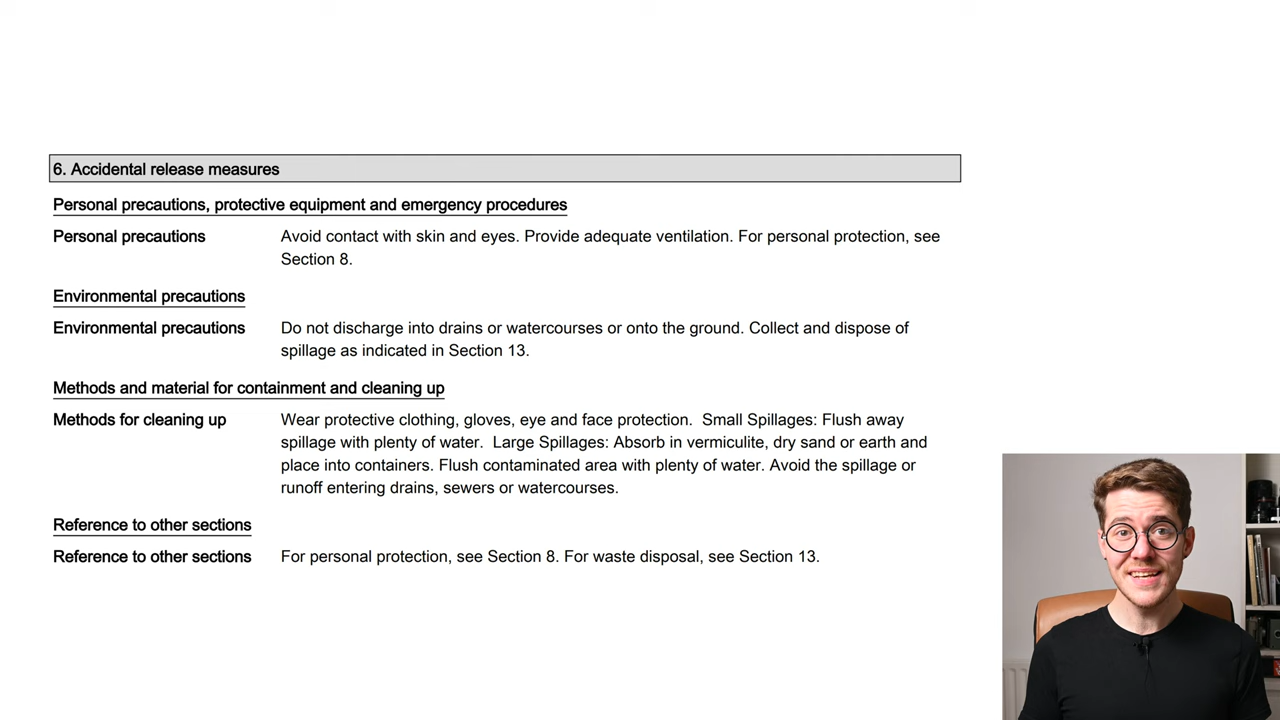 6. Accidental release measures
Personal precautions, protective equipment and emergency procedures
Personal precautions Avoid contact with skin and eyes. Provide adequate ventilation. For personal protection, see
Section 8.
Environmental precautions
Environmental precautions Do not discharge into drains or watercourses or onto the ground. Collect and dispose of
spillage as indicated in Section 13.
Methods and material for containment and cleaning up
Methods for cleaning up Wear protective clothing, gloves, eye and face protection.  Small Spillages: Flush away
spillage with plenty of water.  Large Spillages: Absorb in vermiculite, dry sand or earth and
place into containers. Flush contaminated area with plenty of water. Avoid the spillage or
runoff entering drains, sewers or watercourses.
Reference to other sections
Reference to other sections For personal protection, see Section 8. For waste disposal, see Section 13.